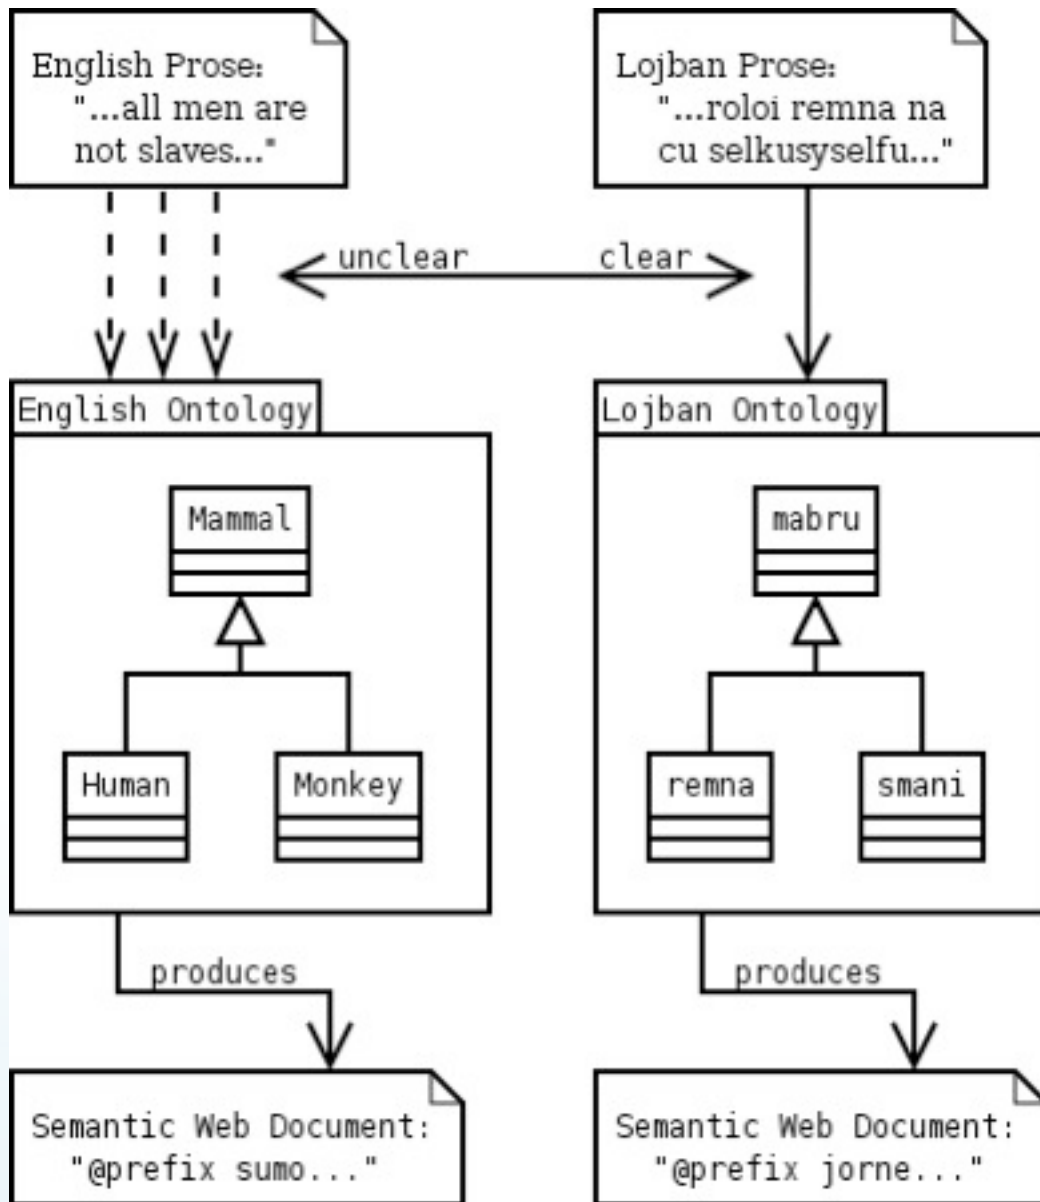 English Prose:
"...all men are
not slaves..."
Lojban Prose:
"...roloi remna na
cu selkusyselfu..."
unclear
clear
English Ontology
Mammal
Human
Monkey
Lojban Ontology
mabru
remna
smani
produces
produces
Semantic Web Document:
"@prefix sumo..."
Semantic Web Document:
"@prefix jorne..."